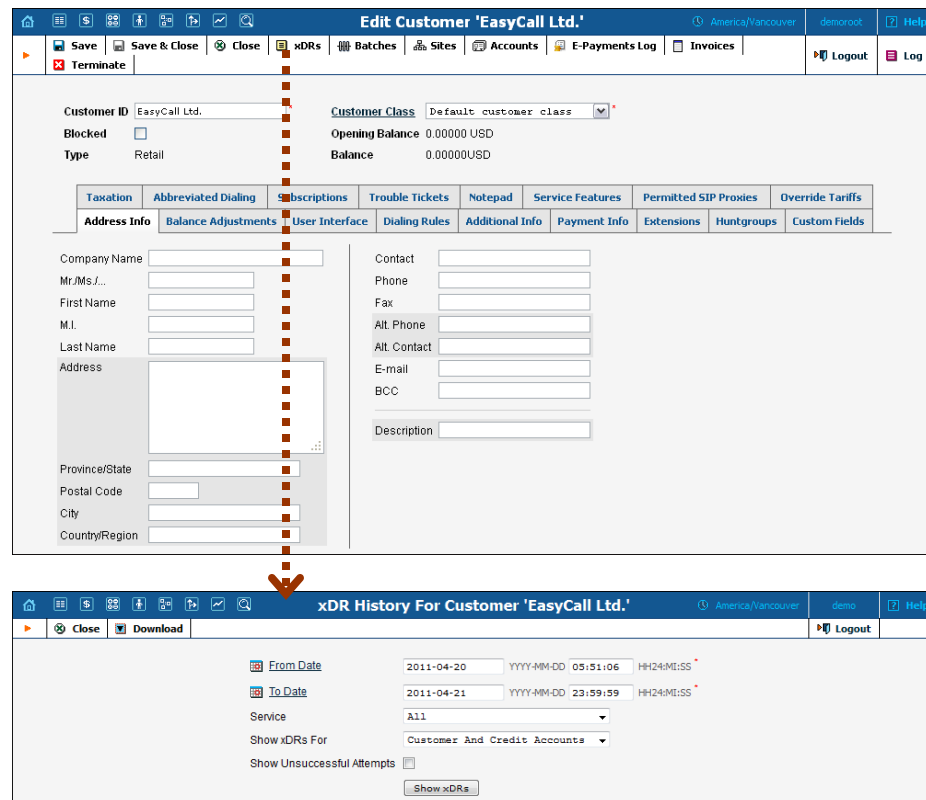 Edit Customer 'EasyCall Ltd.' America/Vancouver demoroot ? Help
Save Save & Close Close xDRs Batches Sites Accounts E-Payments Log Invoices Logout Log
Terminate
Customer ID EasyCall Ltd. * Customer Class Default customer class *
Blocked Opening Balance 0.00000 USD
Type Retail Balance 0.00000USD
Taxation Abbreviated Dialing Subscriptions Trouble Tickets Notepad Service Features Permitted SIP Proxies Override Tariffs
Address Info Balance Adjustments User Interface Dialing Rules Additional Info Payment Info Extensions Huntgroups Custom Fields
Company Name Contact
Mr./Ms./... Phone
First Name Fax
M.I. Alt. Phone
Last Name Alt. Contact
Address E-mail
BCC
Description
Province/State
Postal Code
City
Country/Region
xDR History For Customer 'EasyCall Ltd.' America/Vancouver demo ? Help
Close Download Logout
From Date 2011-04-20 YYYY-MM-DD 05:51:06 HH24:MI:SS *
To Date 2011-04-21 YYYY-MM-DD 23:59:59 HH24:MI:SS *
Service All
Show xDRs For Customer And Credit Accounts
Show Unsuccessful Attempts
Show xDRs